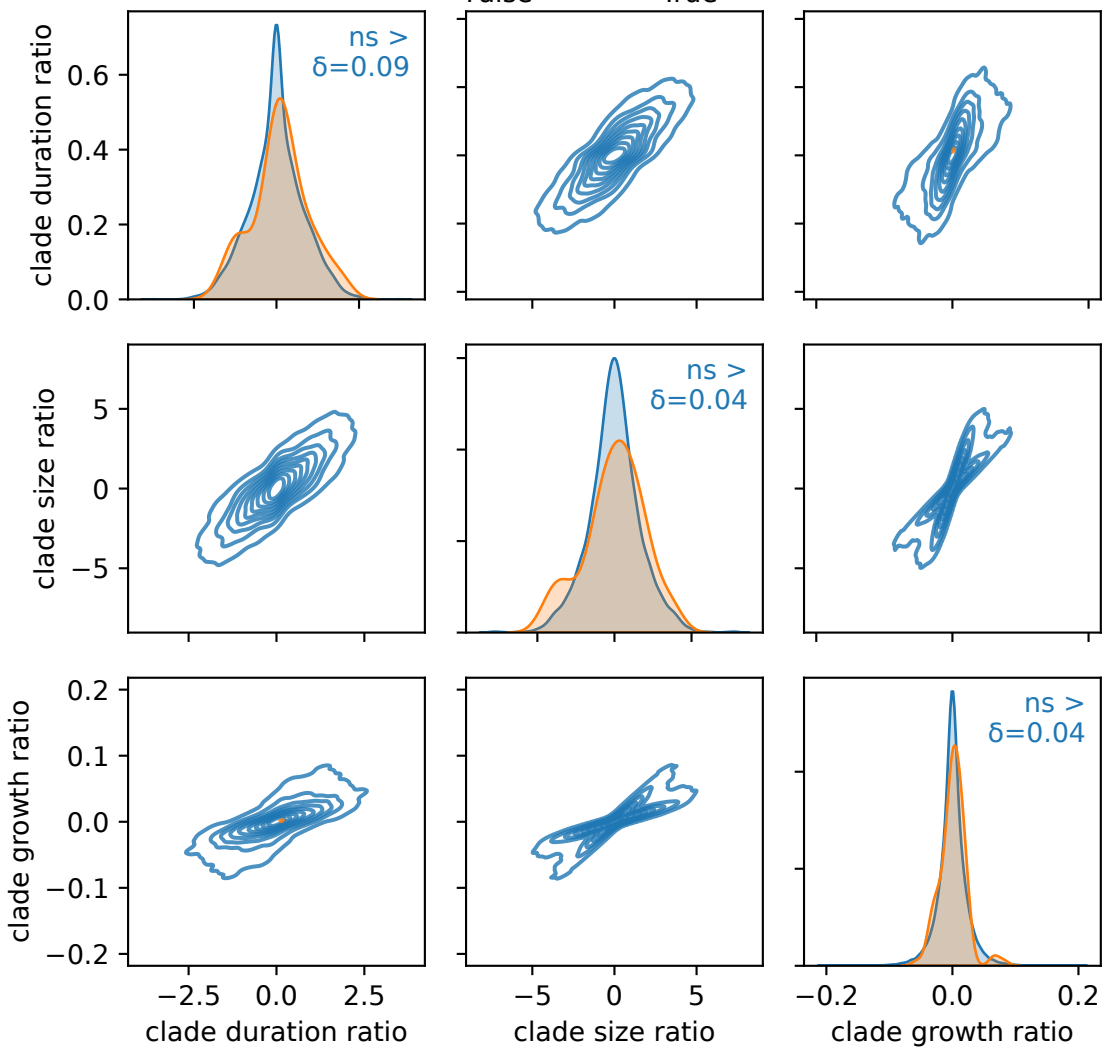 True
clade duration ratio
0.6
0.4
0.2
0.0
ns >
δ=0.09
clade size ratio
5
0
−5
ns >
δ=0.04
clade growth ratio
0.2
0.1
0.0
−0.1
−0.2
ns >
δ=0.04
−2.5 0.0 2.5
−5 0 5
−0.2 0.0 0.2
clade duration ratio
clade size ratio
clade growth ratio